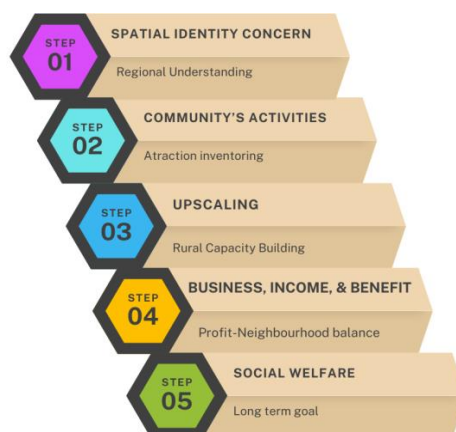 STEP
01
SPATIAL IDENTITY CONCERN
Regional Understanding
STEP
02
COMMUNITY'S ACTIVITIES
Atraction inventoring
STEP
03
UPSCALING
Rural Capacity Building
STEP
04
BUSINESS, INCOME, & BENEFIT
Profit-Neighbourhood balance
STEP
05
SOCIAL WELFARE
Long term goal